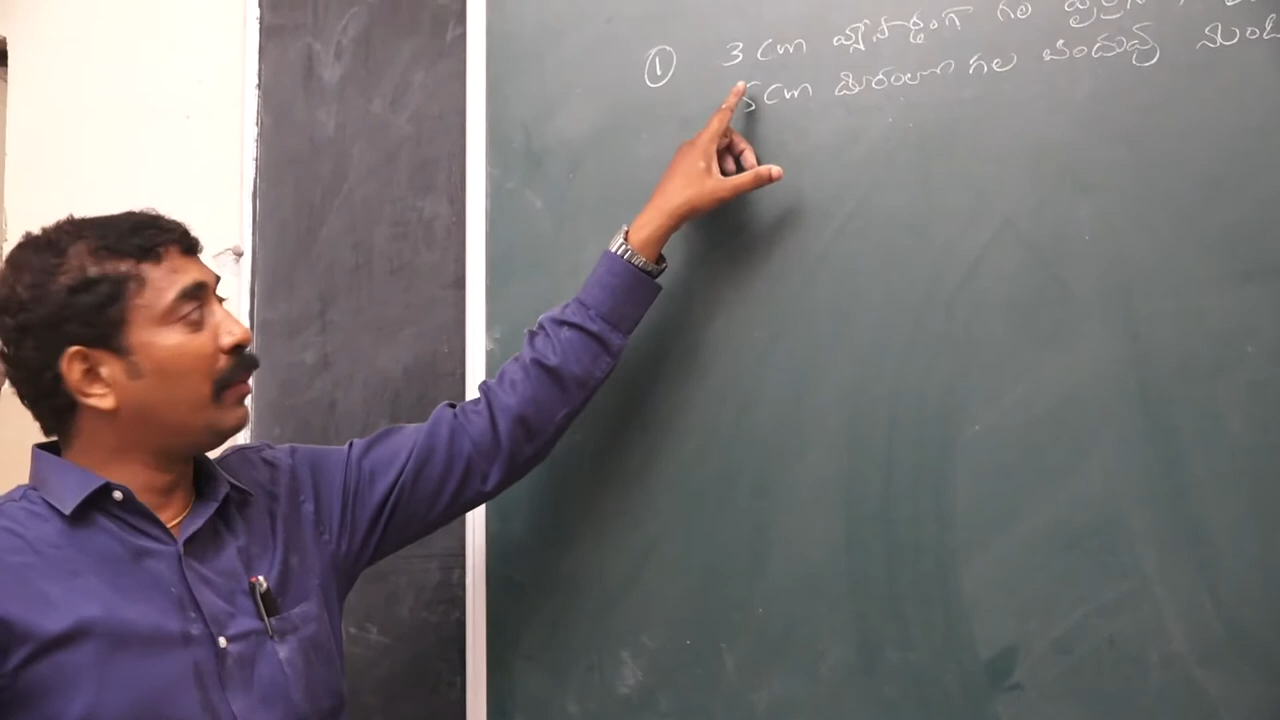 ① 3 cm వ్యాసార్థంగా గల
5 cm దూరంలో గల బిందువు నుండి